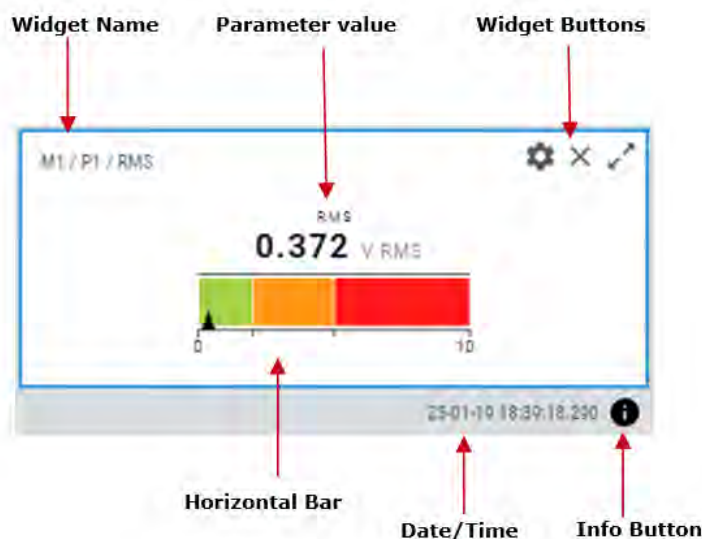 Widget Name Parameter value Widget Buttons
M1 / P1 / RMS
RMS
0.372 V RMS
0 10
25-01-19 18:39:18.290
Horizontal Bar
Date/Time Info Button